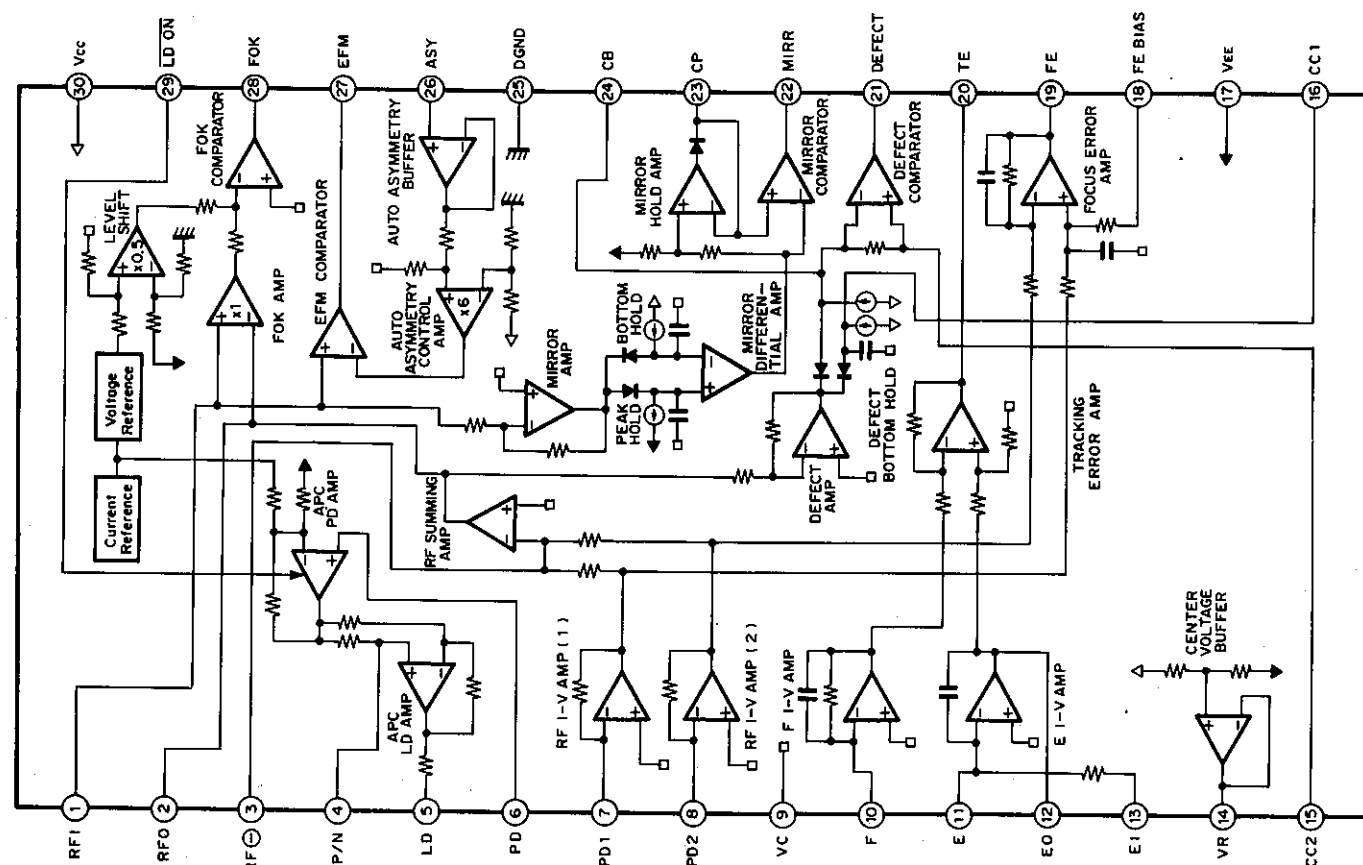 30 Vcc
29 LD ON
28 FOK
27 EFM
26 ASY
25 DGND
24 CB
23 CP
22 MIRR
21 DEFECT
20 TE
19 FE
18 FE BIAS
17 VEE
16 CC1
Current
Reference
Voltage
Reference
LEVEL
SHIFT
×0.5
+
−
FOK
COMPARATOR
−
+
×1
+
−
FOK AMP
EFM COMPARATOR
+
−
AUTO ASYMMETRY
BUFFER
+
−
AUTO
ASYMMETRY
CONTROL
AMP
×6
+
−
MIRROR
AMP
+
−
PEAK
HOLD
BOTTOM
HOLD
MIRROR
DIFFEREN-
TIAL AMP
−
+
MIRROR
HOLD AMP
+
−
MIRROR
COMPARATOR
−
+
DEFECT
COMPARATOR
−
+
FOCUS ERROR
AMP
−
+
DEFECT
AMP
−
+
DEFECT
BOTTOM HOLD
TRACKING
ERROR AMP
−
+
APC
PD AMP
−
+
RF SUMMING
AMP
−
+
APC
LD AMP
+
−
RF I-V AMP (1)
−
+
RF I-V AMP (2)
−
+
F I-V AMP
−
+
E I-V AMP
−
+
CENTER
VOLTAGE
BUFFER
+
−
1 RFI
2 RFO
3 RF⊖
4 P/N
5 LD
6 PD
7 PD1
8 PD2
9 VC
10 F
11 E
12 EO
13 EI
14 VR
15 CC2